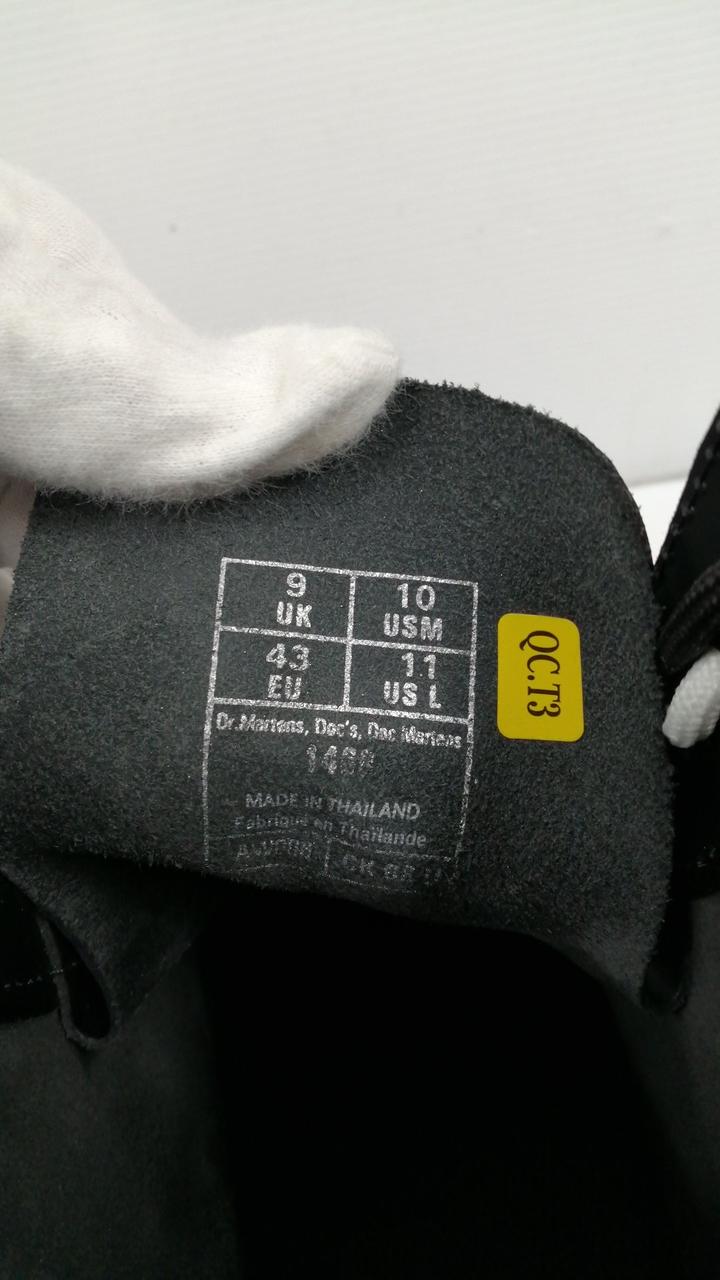 9 10
UK USM
43 11
EU US L
Dr.Martens, Doc's, Doc Martens
MADE IN THAILAND
Fabriqué en Thaïlande
QC.T3